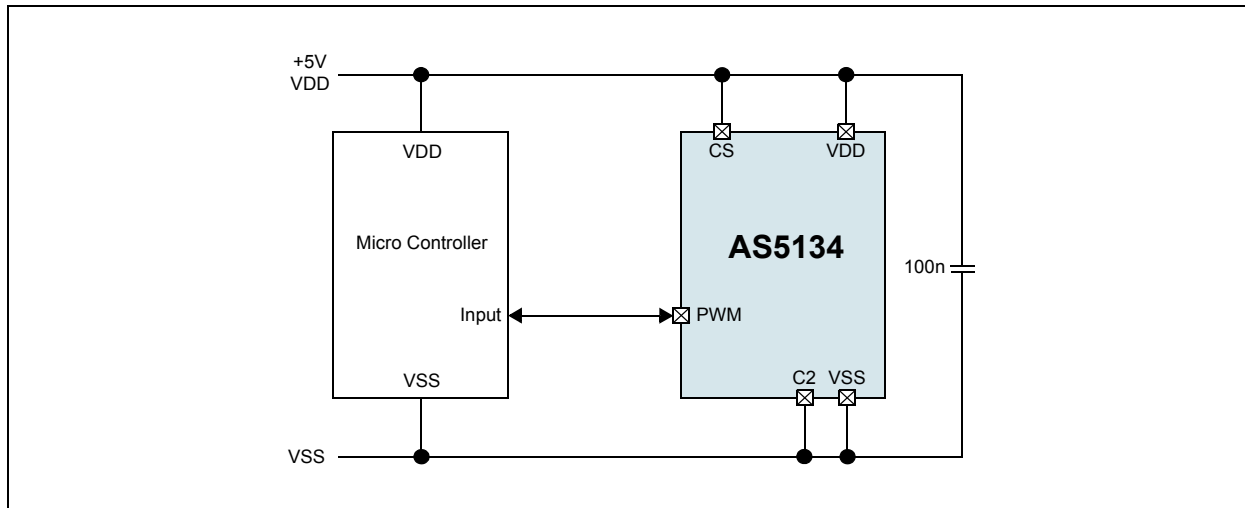 +5V
VDD
VDD
CS
VDD
Micro Controller
AS5134
100n
Input
PWM
VSS
C2
VSS
VSS